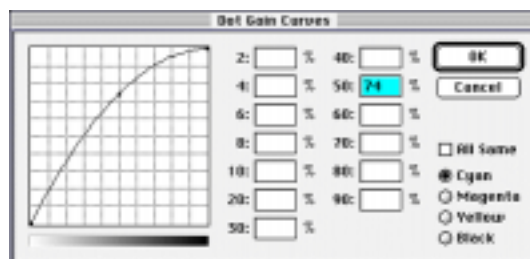 Dot Gain Curves
2: %
4: %
6: %
8: %
10: %
20: %
30: %
40: %
50: 74 %
60: %
70: %
80: %
90: %
OK
Cancel
All Same
Cyan
Magenta
Yellow
Black